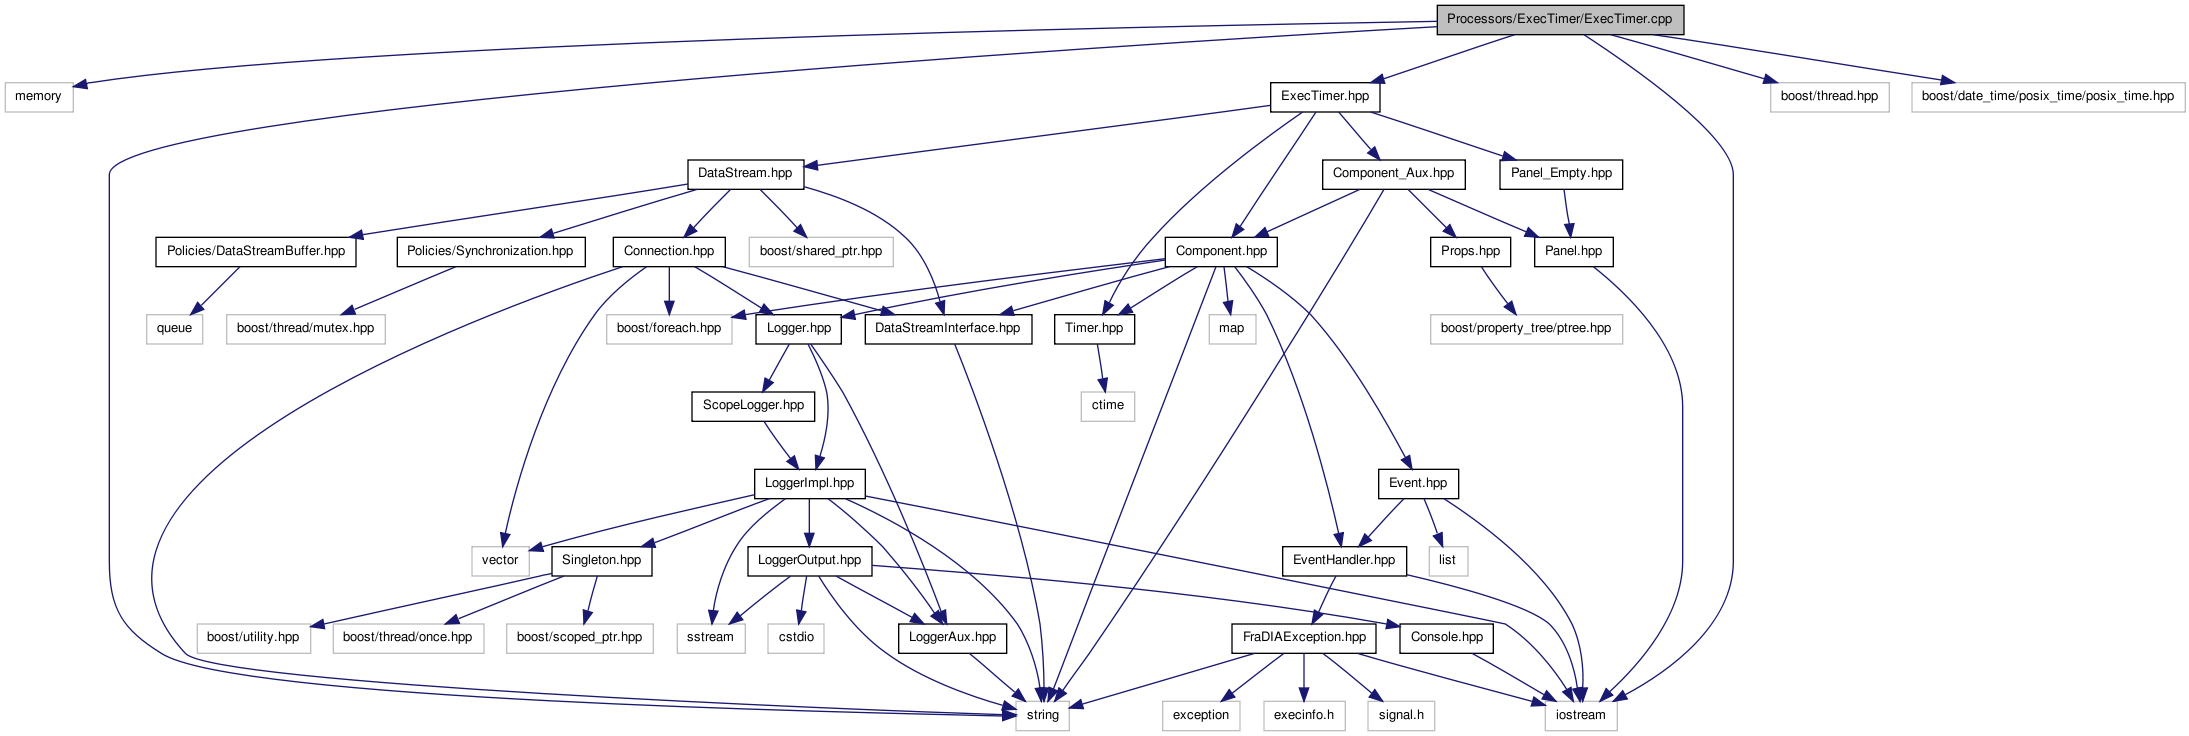 Processors/ExecTimer/ExecTimer.cpp
memory
ExecTimer.hpp
boost/thread.hpp
boost/date_time/posix_time/posix_time.hpp
DataStream.hpp
Component_Aux.hpp
Panel_Empty.hpp
Policies/DataStreamBuffer.hpp
Policies/Synchronization.hpp
Connection.hpp
boost/shared_ptr.hpp
Component.hpp
Props.hpp
Panel.hpp
queue
boost/thread/mutex.hpp
boost/foreach.hpp
Logger.hpp
DataStreamInterface.hpp
Timer.hpp
map
boost/property_tree/ptree.hpp
ScopeLogger.hpp
ctime
LoggerImpl.hpp
Event.hpp
vector
Singleton.hpp
LoggerOutput.hpp
EventHandler.hpp
list
boost/utility.hpp
boost/thread/once.hpp
boost/scoped_ptr.hpp
sstream
cstdio
LoggerAux.hpp
FraDIAException.hpp
Console.hpp
string
exception
execinfo.h
signal.h
iostream